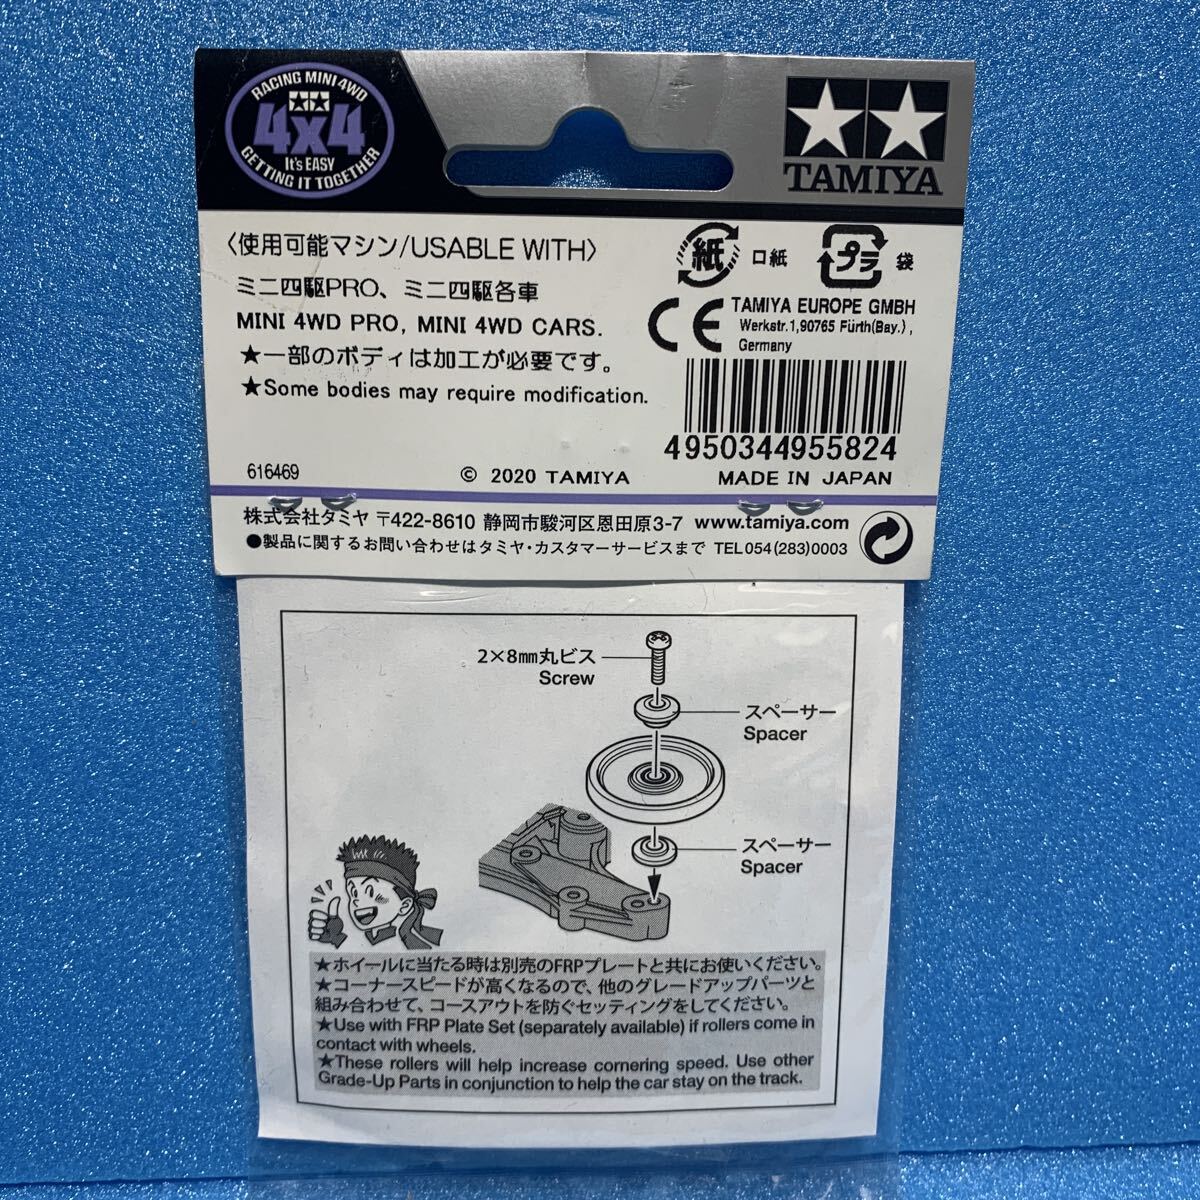 RACING MINI 4WD
4x4
It's EASY
GETTING IT TOGETHER
TAMIYA
〈使用可能マシン/USABLE WITH〉
ミニ四駆PRO、ミニ四駆各車
MINI 4WD PRO, MINI 4WD CARS.
★一部のボディは加工が必要です。
★Some bodies may require modification.
紙 口紙
プラ 袋
CE
TAMIYA EUROPE GMBH
Werkstr.1,90765 Fürth(Bay.),
Germany
4950344955824
616469
© 2020 TAMIYA
MADE IN JAPAN
株式会社タミヤ 〒422-8610 静岡市駿河区恩田原3-7 www.tamiya.com
●製品に関するお問い合わせはタミヤ・カスタマーサービスまで TEL054(283)0003
2×8mm丸ビス
Screw
スペーサー
Spacer
スペーサー
Spacer
★ホイールに当たる時は別売のFRPプレートと共にお使いください。
★コーナースピードが高くなるので、他のグレードアップパーツと
組み合わせて、コースアウトを防ぐセッティングをしてください。
★Use with FRP Plate Set (separately available) if rollers come in
contact with wheels.
★These rollers will help increase cornering speed. Use other
Grade-Up Parts in conjunction to help the car stay on the track.